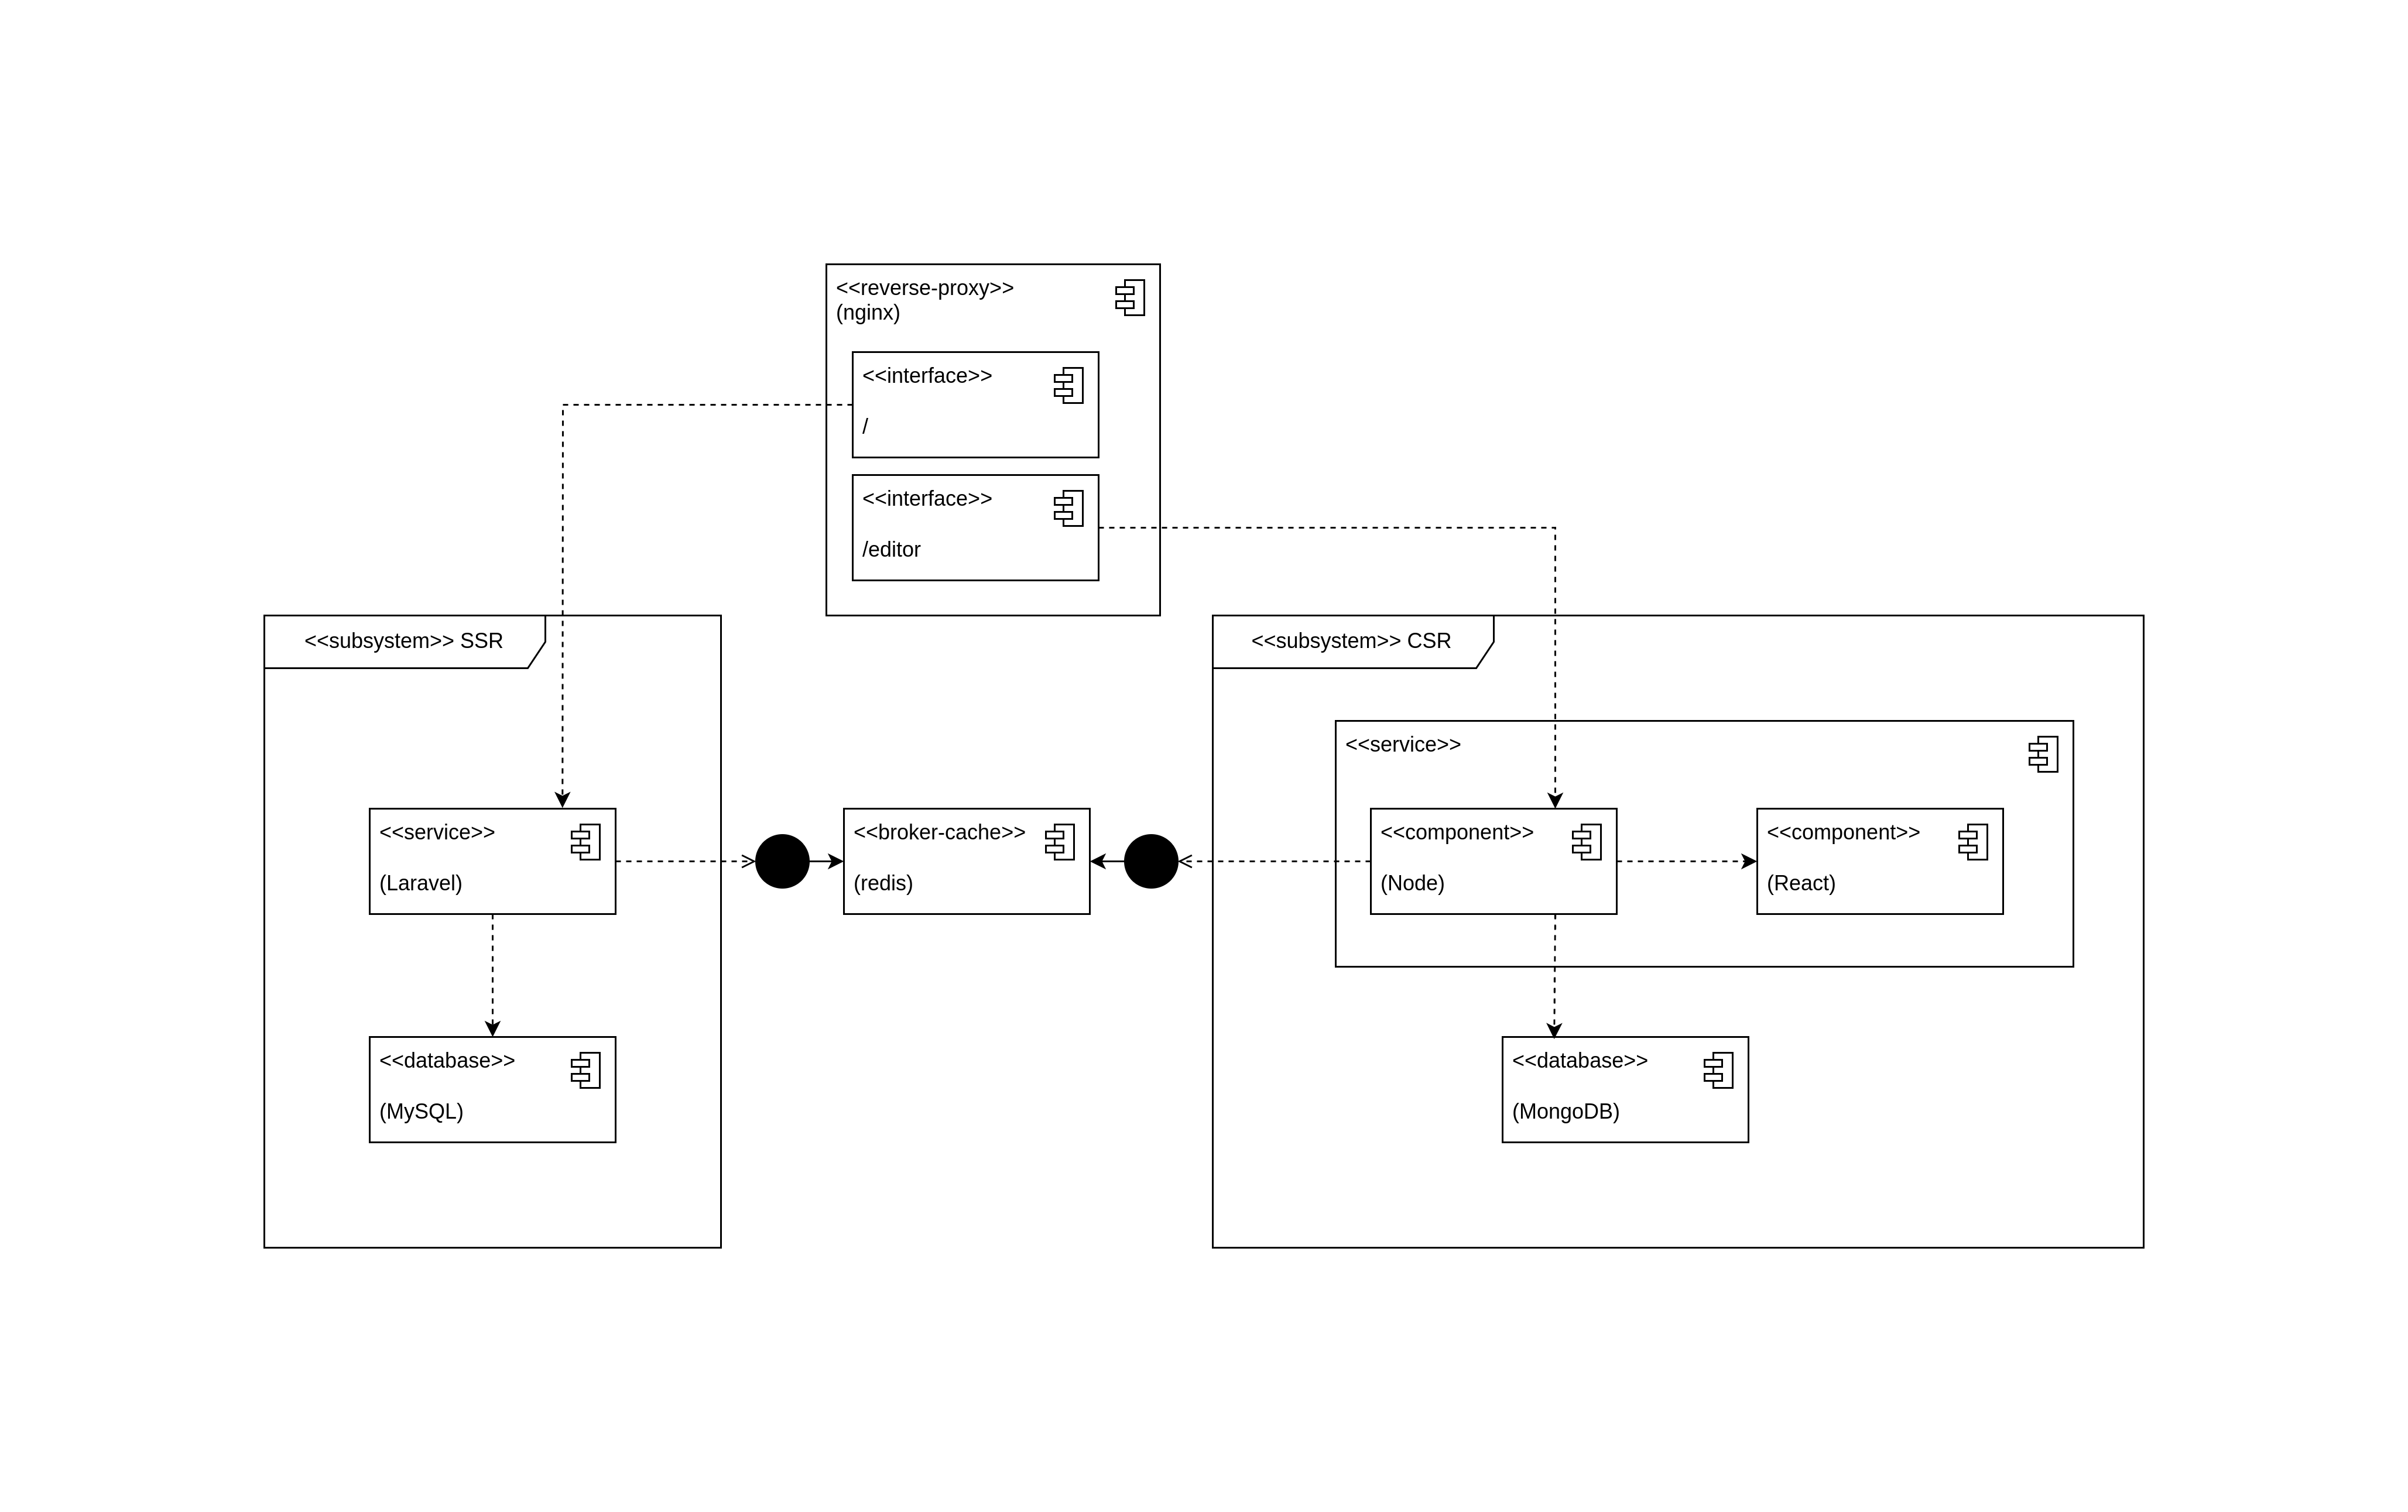 <<reverse-proxy>>
(nginx)
<<interface>>
/
<<interface>>
/editor
<<subsystem>> SSR
<<service>>
(Laravel)
<<database>>
(MySQL)
<<broker-cache>>
(redis)
<<subsystem>> CSR
<<service>>
<<component>>
(Node)
<<component>>
(React)
<<database>>
(MongoDB)